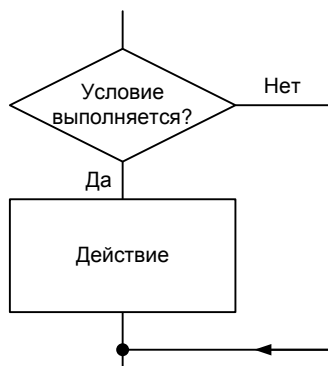 Условие
выполняется?
Нет
Да
Действие